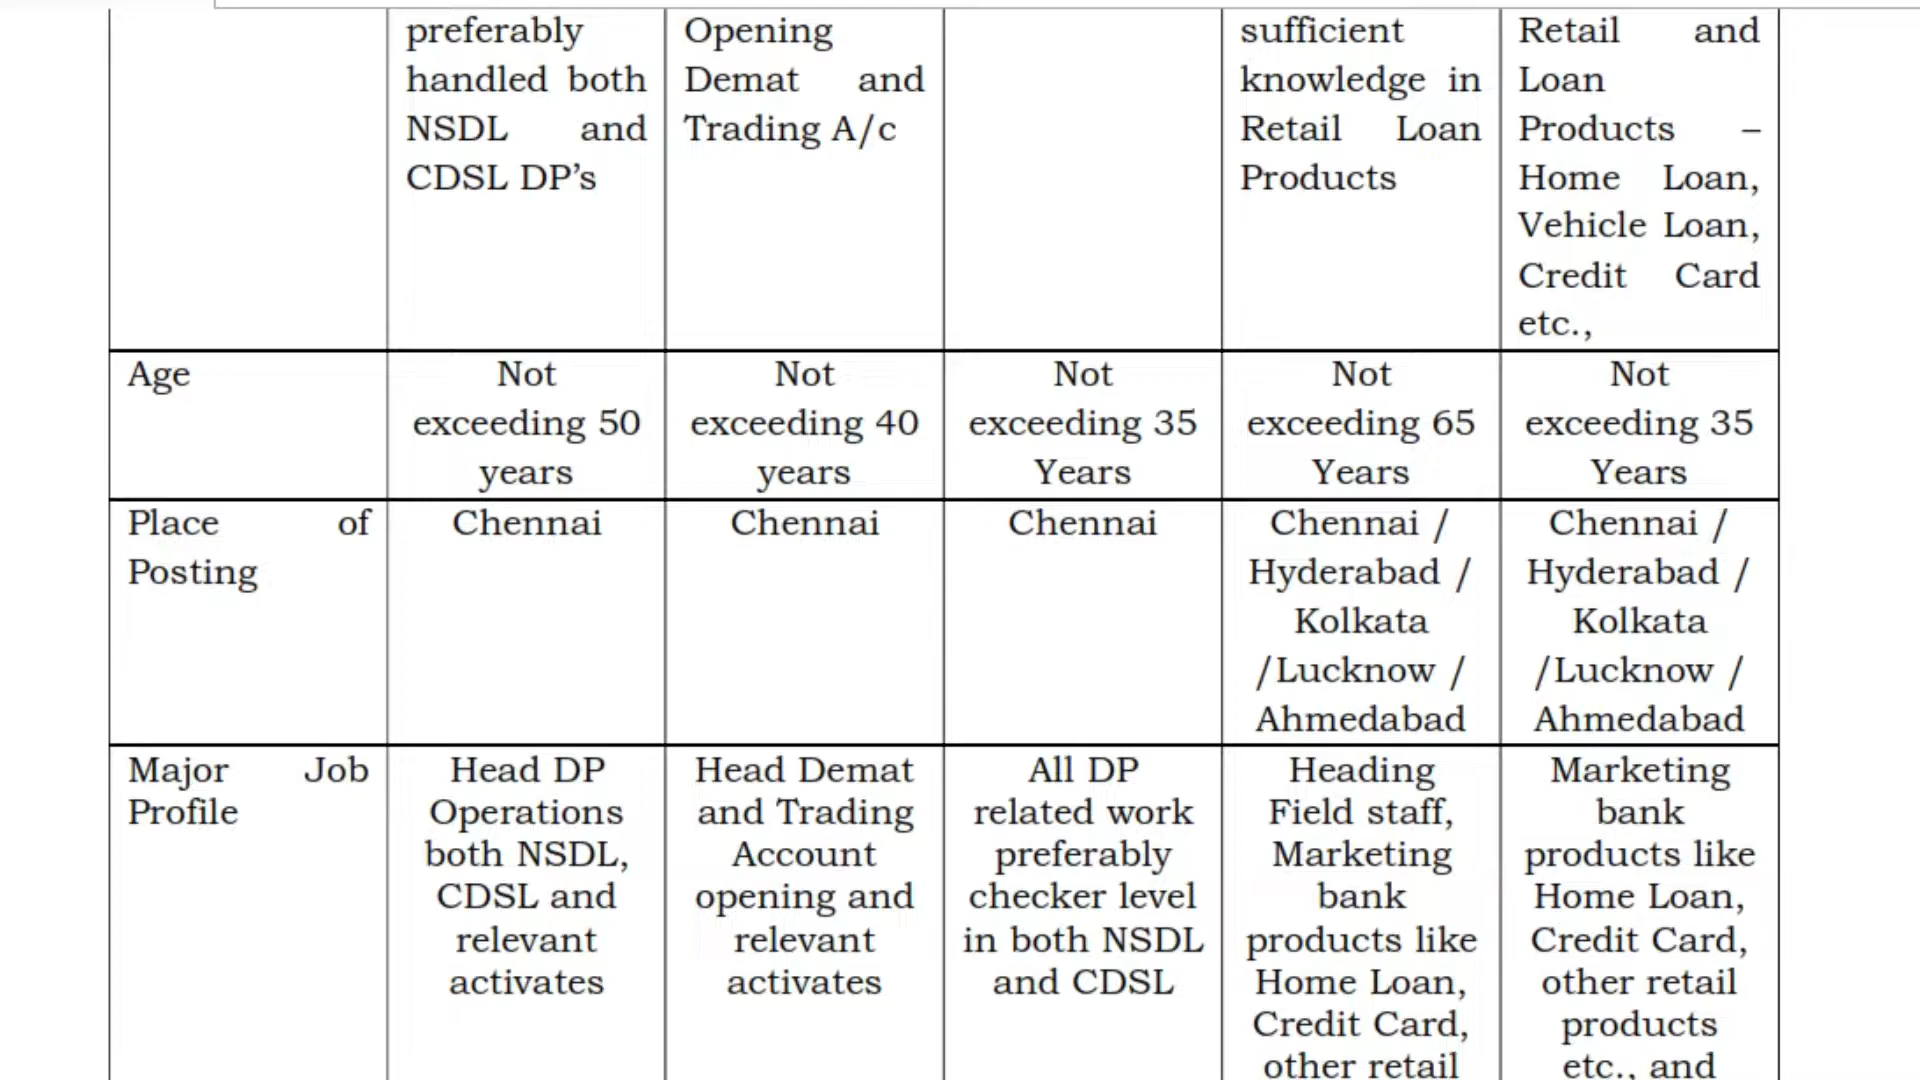 preferably
handled both
NSDL and
CDSL DP’s
Opening
Demat and
Trading A/c
sufficient
knowledge in
Retail Loan
Products
Retail and
Loan
Products –
Home Loan,
Vehicle Loan,
Credit Card
etc.,
Age
Not
exceeding 50
years
Not
exceeding 40
years
Not
exceeding 35
Years
Not
exceeding 65
Years
Not
exceeding 35
Years
Place of
Posting
Chennai
Chennai
Chennai
Chennai /
Hyderabad /
Kolkata
/Lucknow /
Ahmedabad
Chennai /
Hyderabad /
Kolkata
/Lucknow /
Ahmedabad
Major Job
Profile
Head DP
Operations
both NSDL,
CDSL and
relevant
activates
Head Demat
and Trading
Account
opening and
relevant
activates
All DP
related work
preferably
checker level
in both NSDL
and CDSL
Heading
Field staff,
Marketing
bank
products like
Home Loan,
Credit Card,
other retail
Marketing
bank
products like
Home Loan,
Credit Card,
other retail
products
etc., and